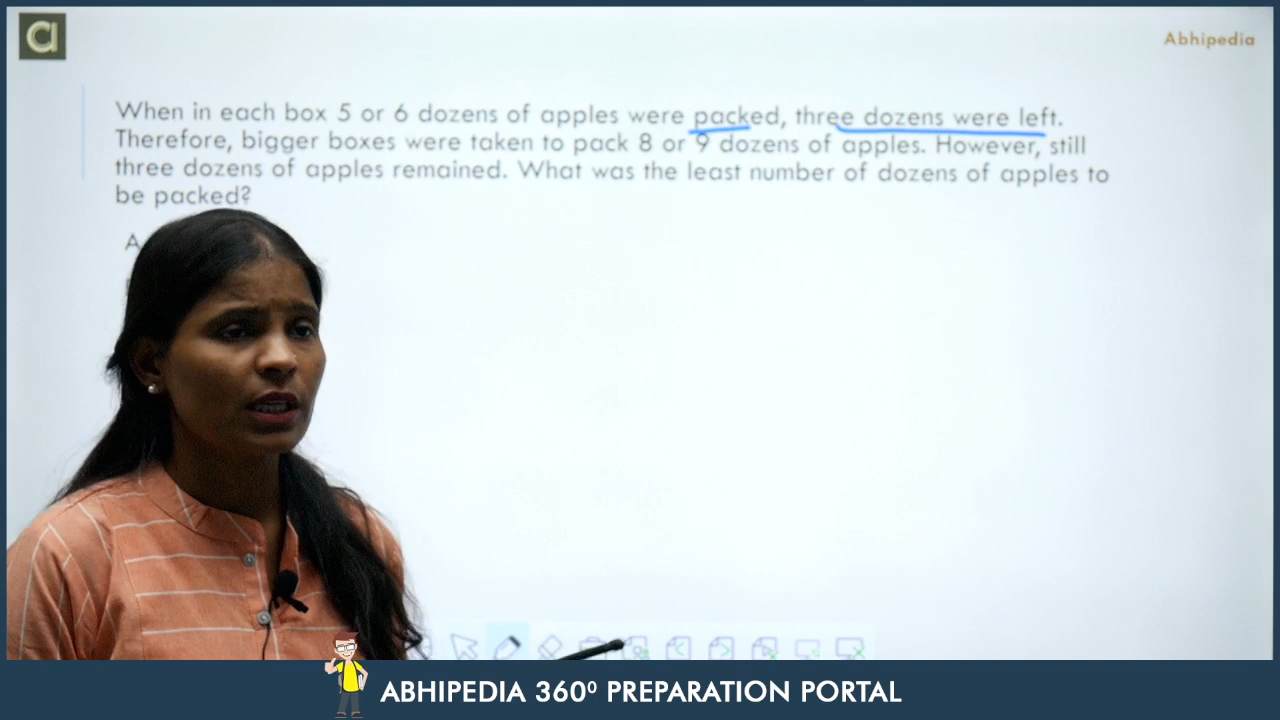 Abhipedia
When in each box 5 or 6 dozens of apples were packed, three dozens were left.
Therefore, bigger boxes were taken to pack 8 or 9 dozens of apples. However, still
three dozens of apples remained. What was the least number of dozens of apples to
be packed?
A
ABHIPEDIA 360⁰ PREPARATION PORTAL